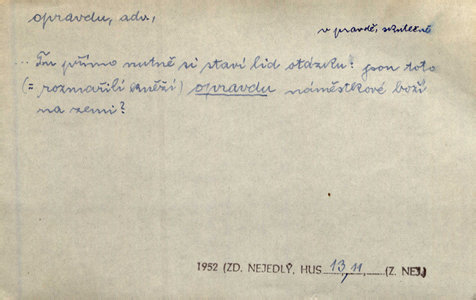 opravdu, adv,
v pravdě, skutečně
... Tu přímo nutně si staví lid otázku: jsou toto
(= rozmařilí kněží) opravdu náměstkové boží
na zemi?
1952 (ZD. NEJEDLÝ, HUS 13, 11, (Z. NEJ.)